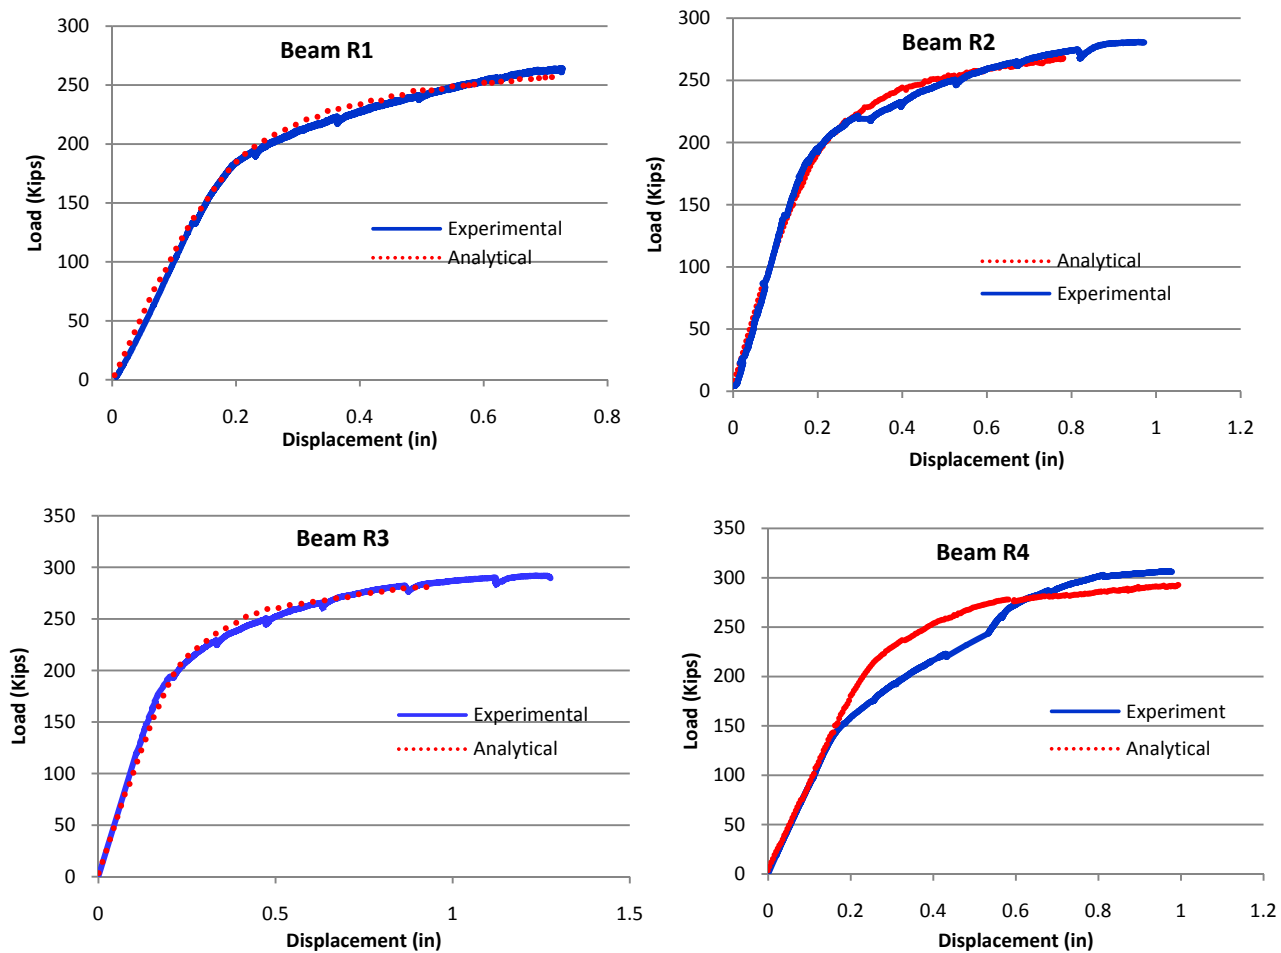 Beam R1
300
250
200
150
100
50
0
Load (Kips)
Experimental
Analytical
0 0.2 0.4 0.6 0.8
Displacement (in)
Beam R2
300
250
200
150
100
50
0
Load (Kips)
Analytical
Experimental
0 0.2 0.4 0.6 0.8 1 1.2
Displacement (in)
Beam R3
350
300
250
200
150
100
50
0
Load (Kips)
Experimental
Analytical
0 0.5 1 1.5
Displacement (in)
Beam R4
350
300
250
200
150
100
50
0
Load (Kips)
Experiment
Analytical
0 0.2 0.4 0.6 0.8 1 1.2
Displacement (in)